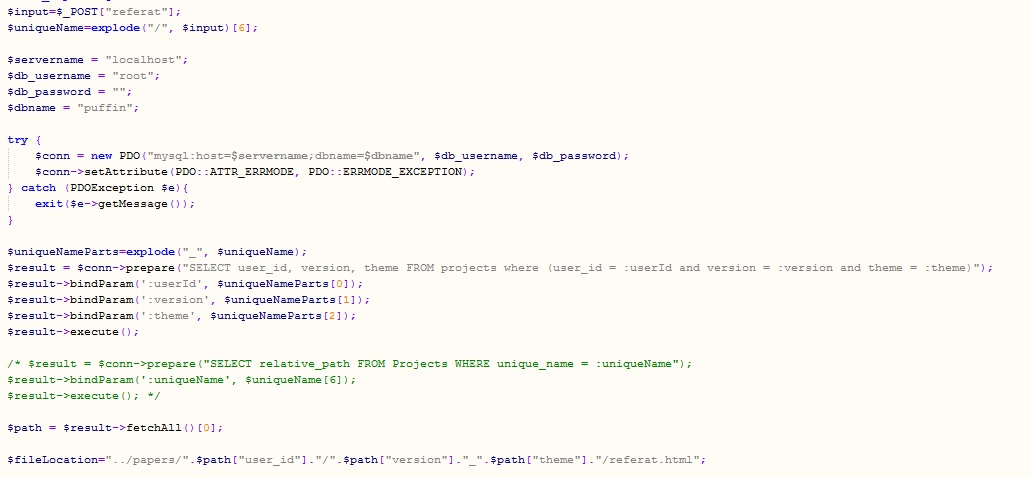 $input=$_POST["referat"];
$uniqueName=explode("/", $input)[6];
$servername = "localhost";
$db_username = "root";
$db_password = "";
$dbname = "puffin";
try {
$conn = new PDO("mysql:host=$servername;dbname=$dbname", $db_username, $db_password);
$conn->setAttribute(PDO::ATTR_ERRMODE, PDO::ERRMODE_EXCEPTION);
} catch (PDOException $e){
exit($e->getMessage());
}
$uniqueNameParts=explode("_", $uniqueName);
$result = $conn->prepare("SELECT user_id, version, theme FROM projects where (user_id = :userId and version = :version and theme = :theme)");
$result->bindParam(':userId', $uniqueNameParts[0]);
$result->bindParam(':version', $uniqueNameParts[1]);
$result->bindParam(':theme', $uniqueNameParts[2]);
$result->execute();
/* $result = $conn->prepare("SELECT relative_path FROM Projects WHERE unique_name = :uniqueName");
$result->bindParam(':uniqueName', $uniqueName[6]);
$result->execute(); */
$path = $result->fetchAll()[0];
$fileLocation="../papers/".$path["user_id"]."/".$path["version"]."_".$path["theme"]."/referat.html";